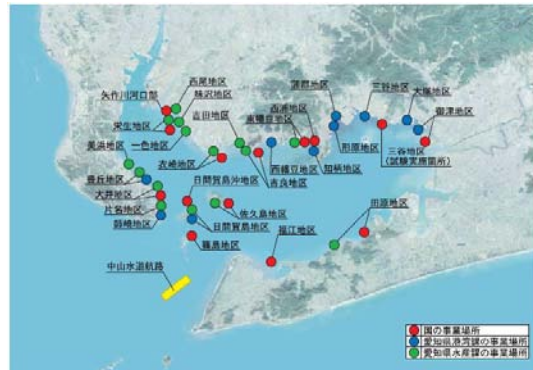 西尾地区
矢作川河口部
味沢地区
栄生地区
一色地区
吉田地区
東幡豆地区
西浦地区
蒲郡地区
三谷地区
大塚地区
御津地区
形原地区
三谷地区
(試験実施箇所)
知柄地区
西幡豆地区
吉良地区
衣崎地区
美浜地区
豊丘地区
大井地区
片名地区
師崎地区
日間賀島沖地区
佐久島地区
日間賀島地区
篠島地区
福江地区
田原地区
中山水道航路
国の事業場所
愛知県港湾課の事業場所
愛知県水産課の事業場所